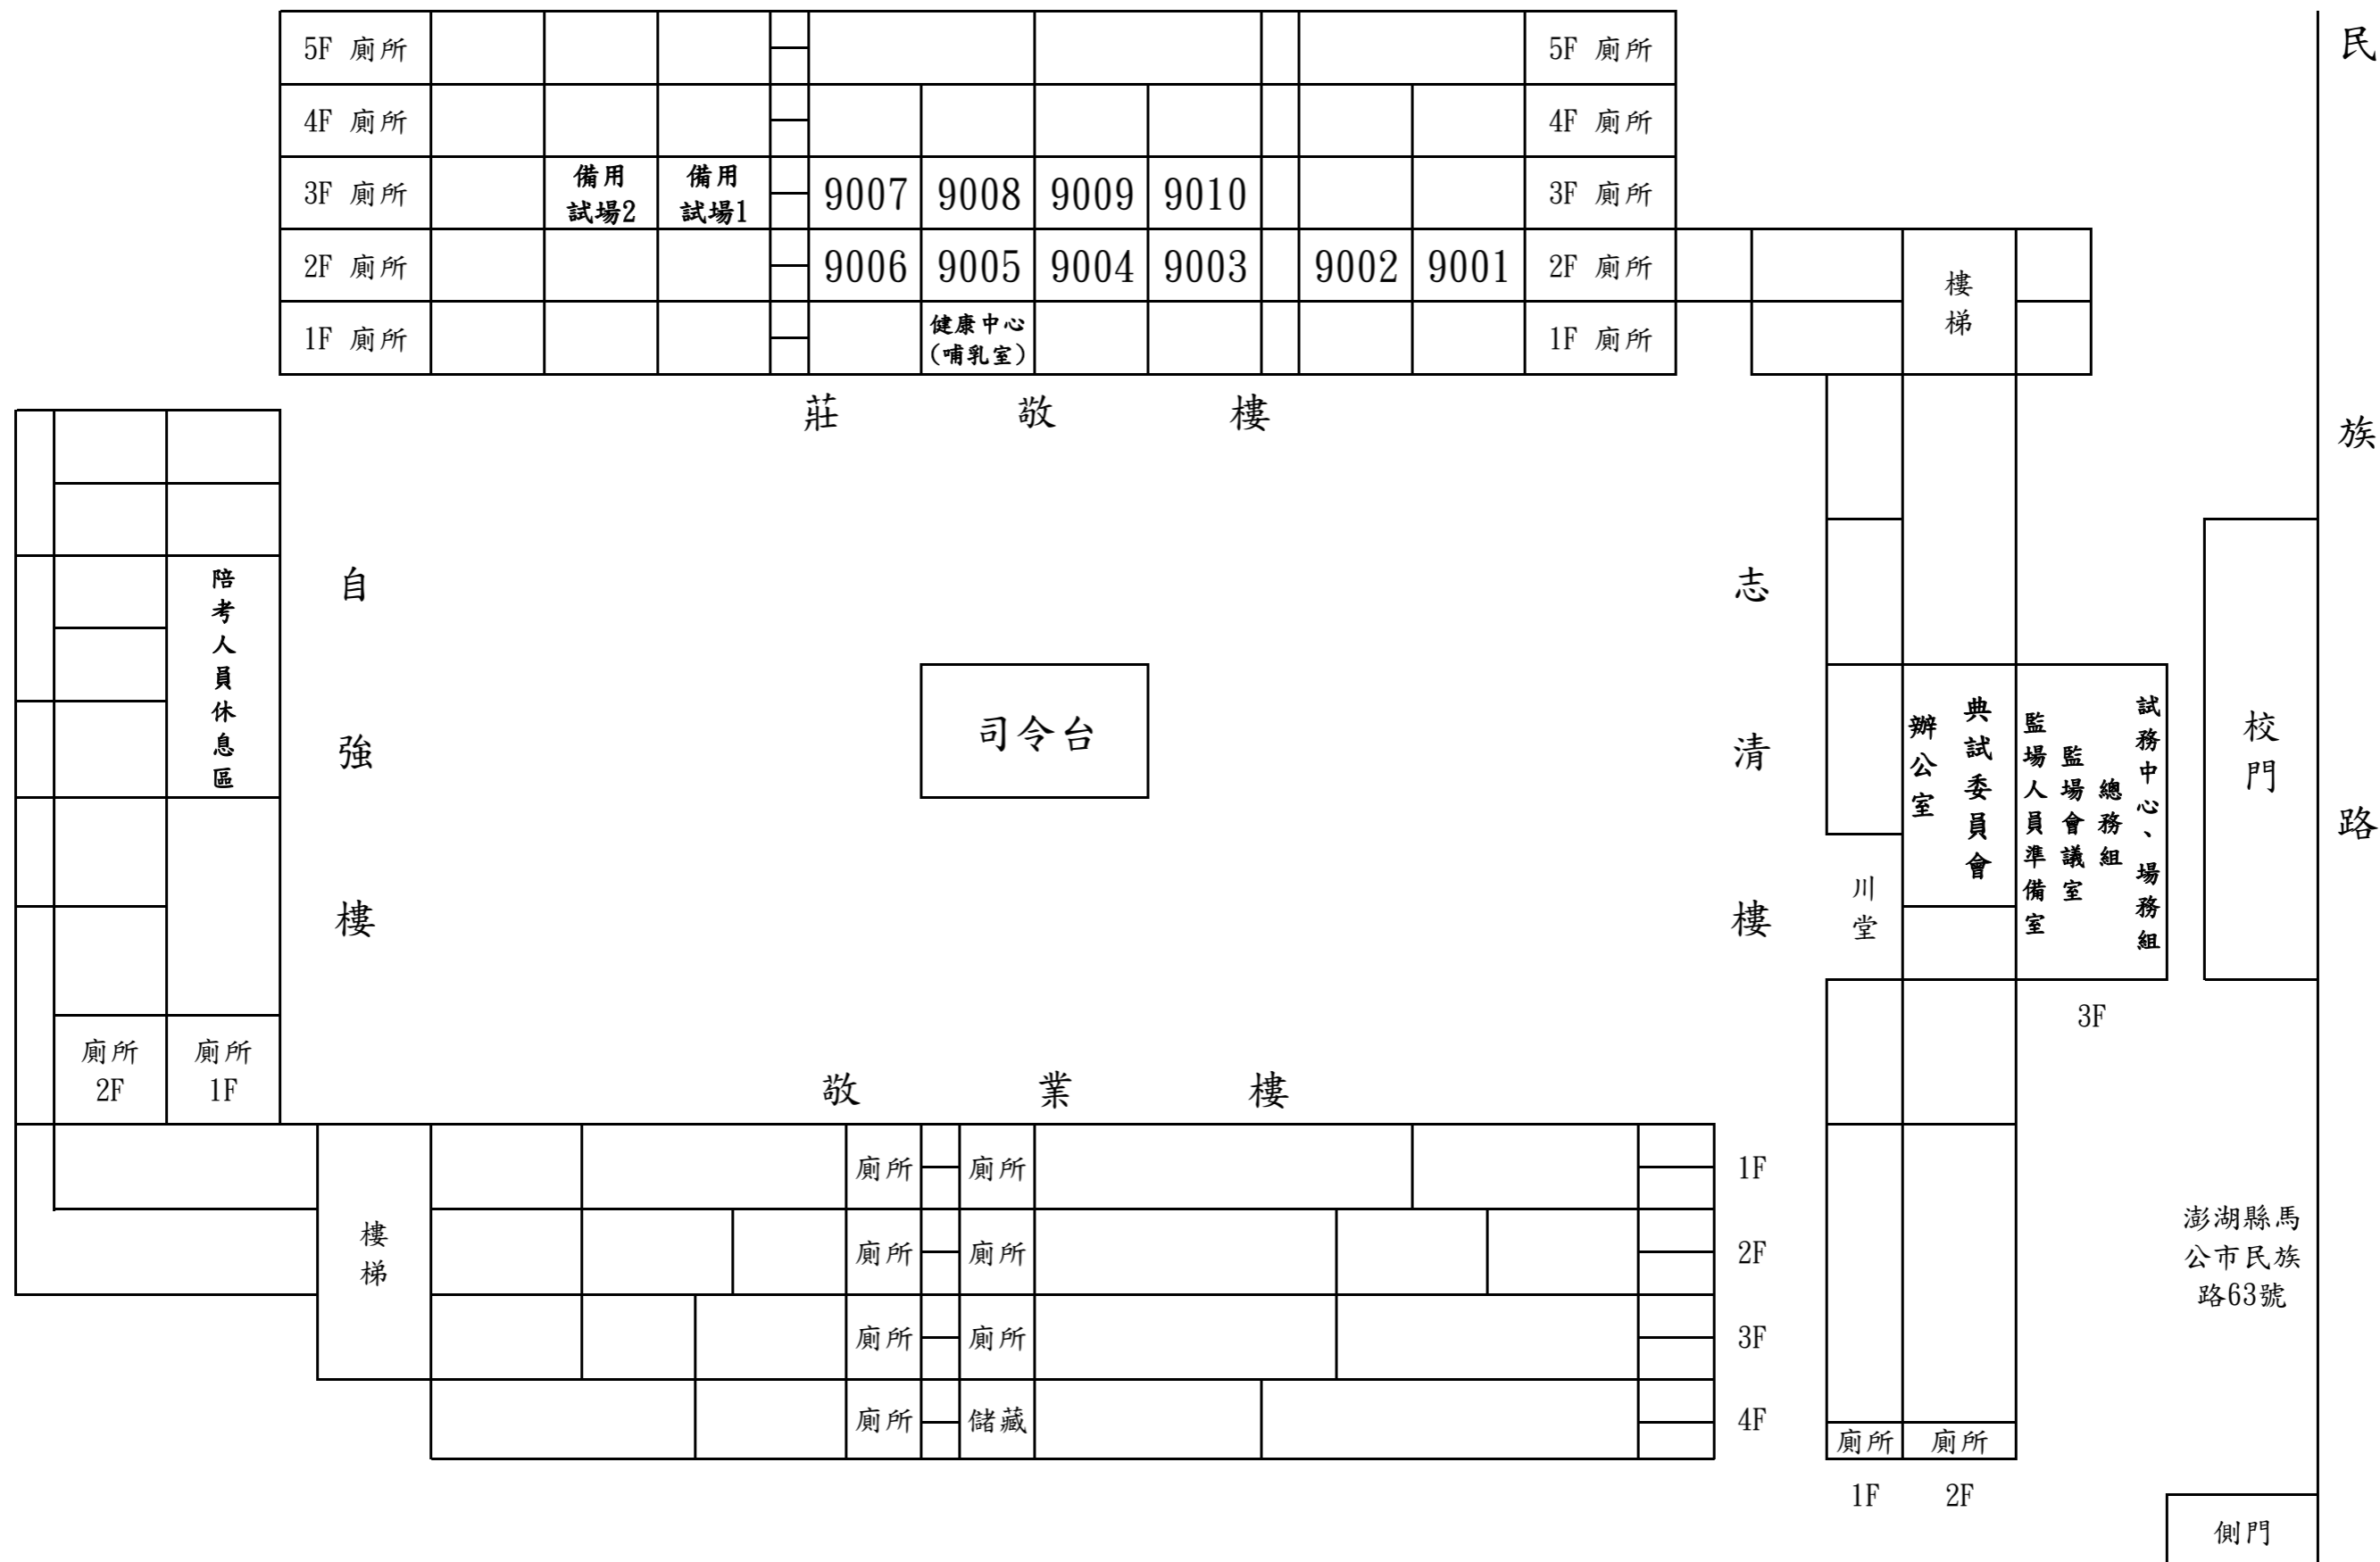 5F 廁所
5F 廁所
4F 廁所
4F 廁所
3F 廁所
備用
試場2
備用
試場1
9007
9008
9009
9010
3F 廁所
2F 廁所
9006
9005
9004
9003
9002
9001
2F 廁所
1F 廁所
健康中心
(哺乳室)
1F 廁所
樓
梯
莊敬樓
民族路
陪考人員休息區
自強樓
司令台
志清樓
川堂
典試委員會
辦公室
試務中心、場務組
總務組
監場會議室
監場人員準備室
3F
校門
廁所
2F
廁所
1F
敬業樓
樓梯
廁所
廁所
1F
廁所
廁所
2F
廁所
廁所
3F
廁所
儲藏
4F
廁所
廁所
1F
2F
澎湖縣馬
公市民族
路63號
側門